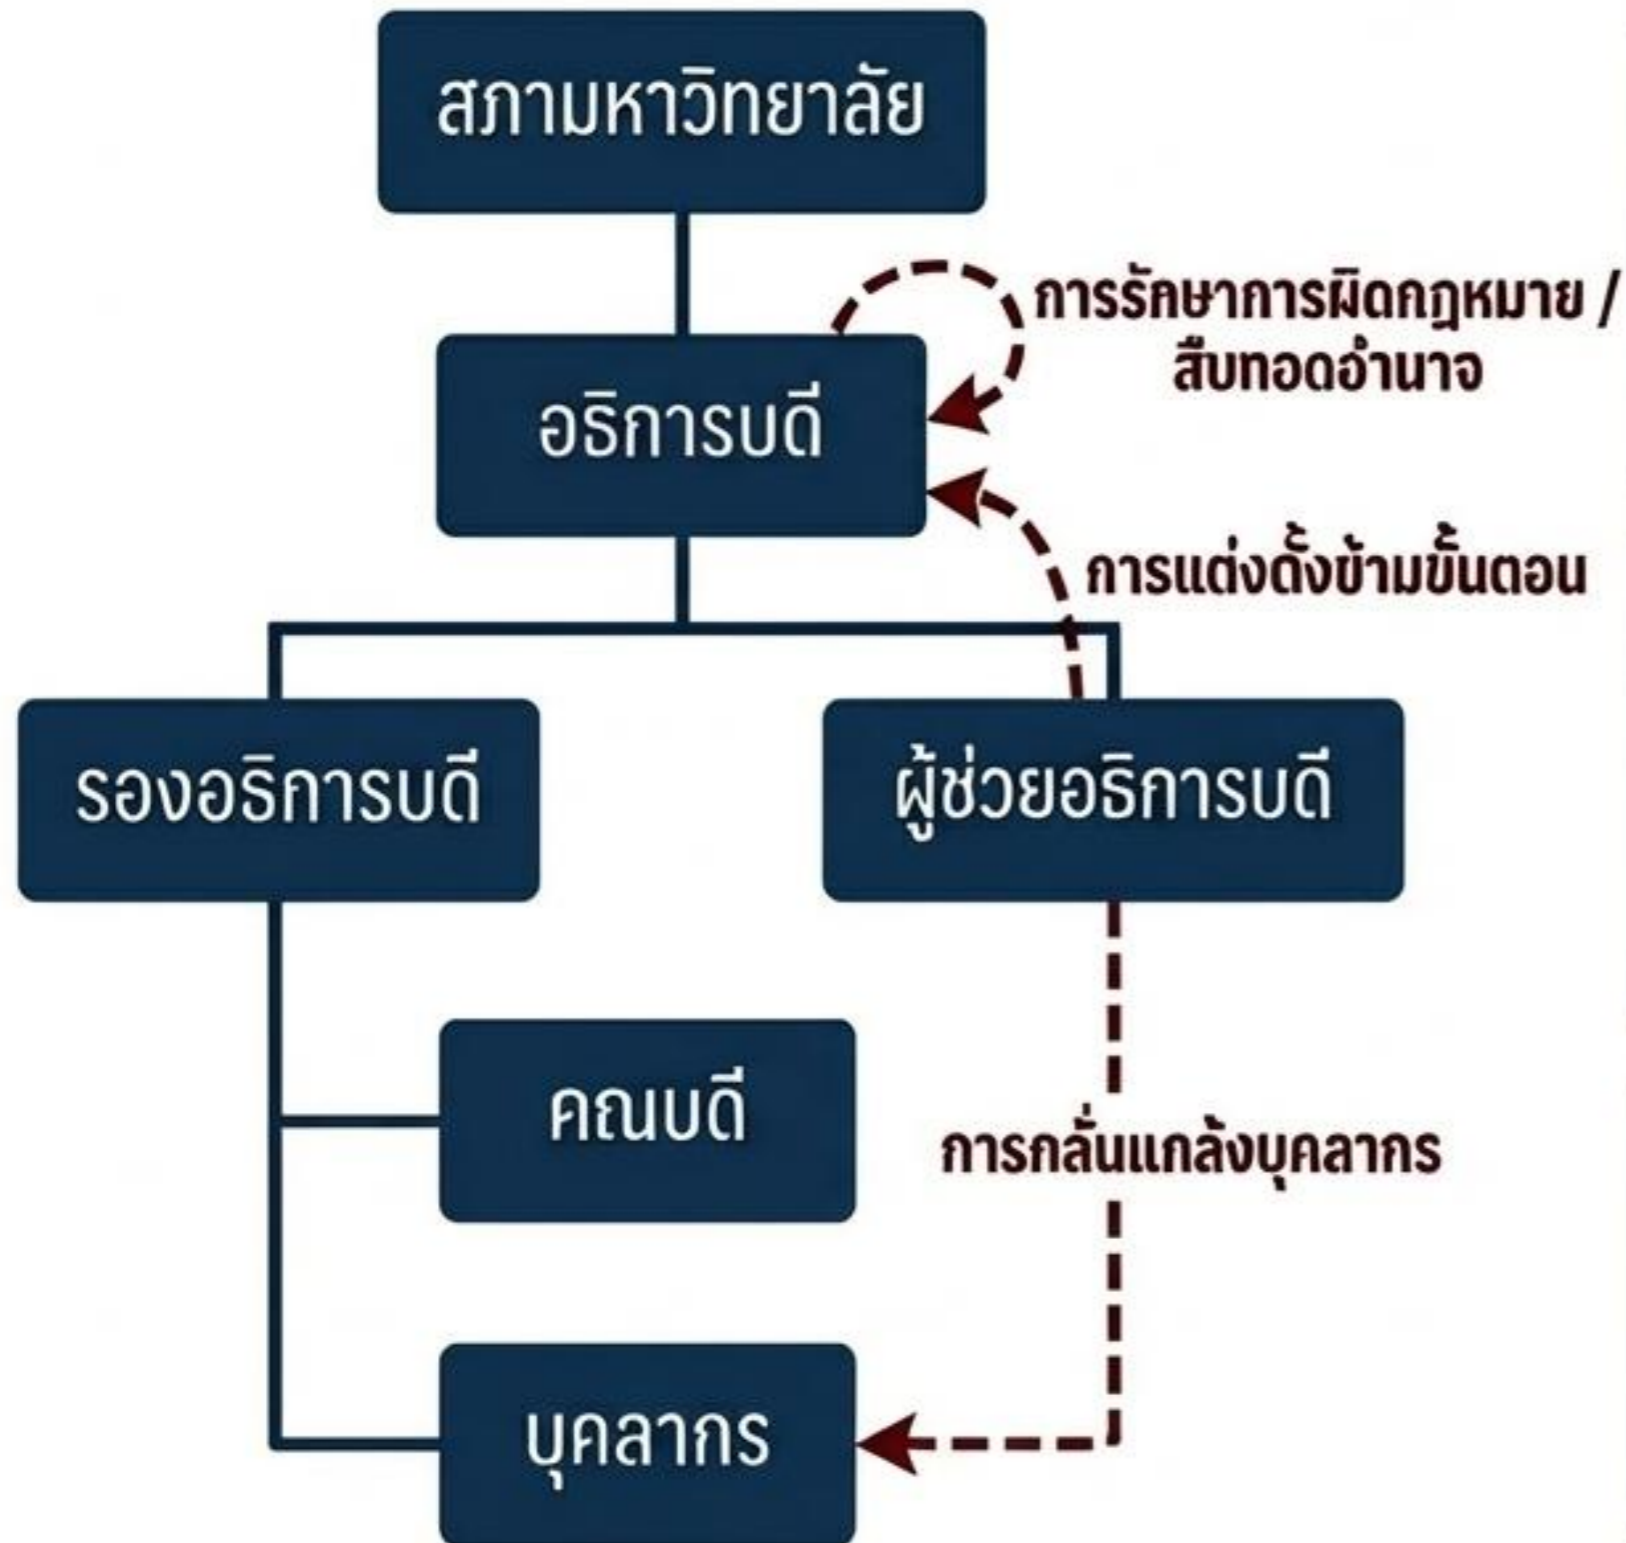 สภามหาวิทยาลัย
การรักษาการผิดกฎหมาย /
สืบทอดอำนาจ
อธิการบดี
การแต่งตั้งข้ามขั้นตอน
รองอธิการบดี
ผู้ช่วยอธิการบดี
คณบดี
การกลั่นแกล้งบุคลากร
บุคลากร